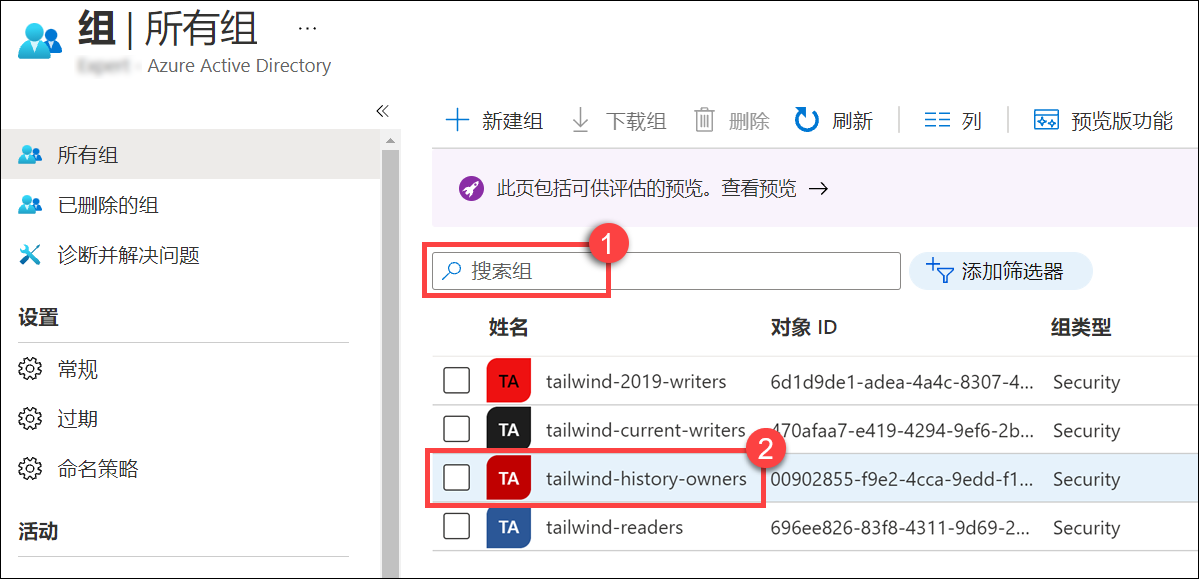 组 | 所有组 ...
Azure Active Directory
«
所有组
已删除的组
诊断并解决问题
设置
常规
过期
命名策略
活动
新建组 下载组 删除 刷新 列 预览版功能
此页包括可供评估的预览。查看预览 →
1
搜索组 添加筛选器
姓名 对象 ID 组类型
TA tailwind-2019-writers 6d1d9de1-adea-4a4c-8307-4... Security
TA tailwind-current-writers 470afaa7-e419-4294-9ef6-2b... Security
2
TA tailwind-history-owners 00902855-f9e2-4cca-9edd-f1... Security
TA tailwind-readers 696ee826-83f8-4311-9d69-2... Security